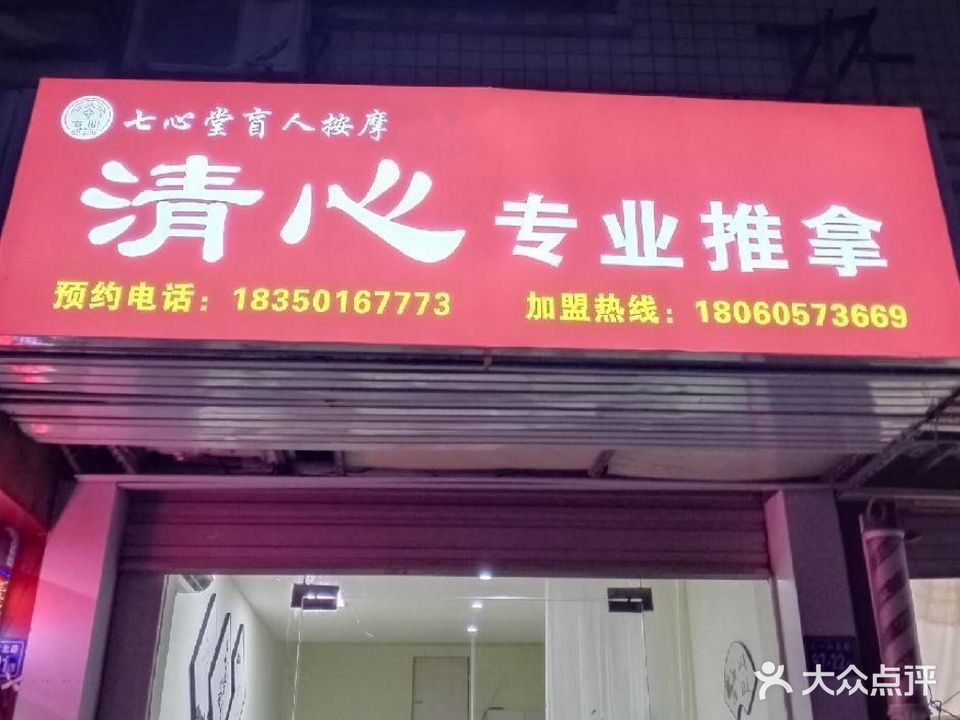 七心堂盲人按摩
清心 专业推拿
预约电话：18350167773 加盟热线：18060573669
大众点评